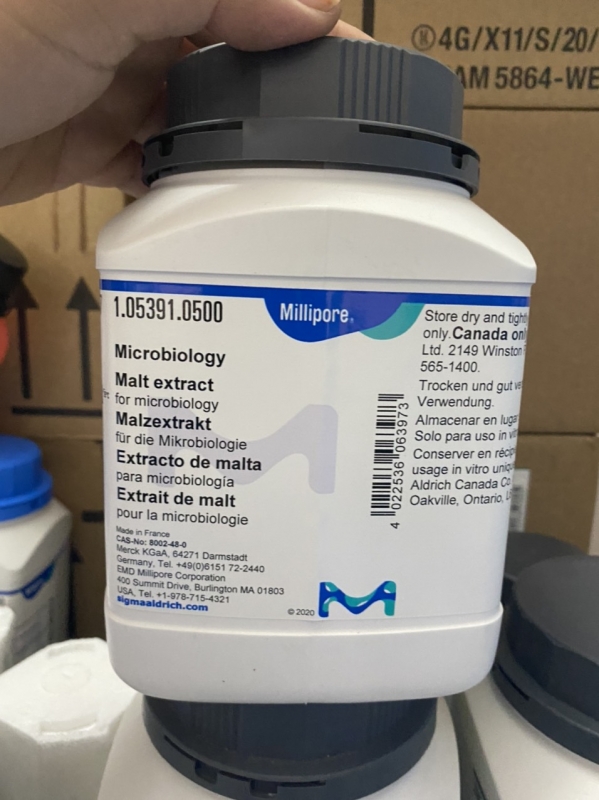 4G/X11/S/20/
AM 5864-WE
1.05391.0500
Millipore®
Microbiology
Malt extract
for microbiology
Malzextrakt
für die Mikrobiologie
Extracto de malta
para microbiología
Extrait de malt
pour la microbiologie
Made in France
CAS-No: 8002-48-0
Merck KGaA, 64271 Darmstadt
Germany, Tel. +49(0)6151 72-2440
EMD Millipore Corporation
400 Summit Drive, Burlington MA 01803
USA, Tel. +1-978-715-4321
sigmaaldrich.com
© 2020
4 022536 063973
Store dry and tightl
only. Canada onl
Ltd. 2149 Winston
565-1400.
Trocken und gut ve
Verwendung.
Almacenar en luga
Solo para uso in vit
Conserver en récip
usage in vitro uniq
Aldrich Canada Co
Oakville, Ontario, L